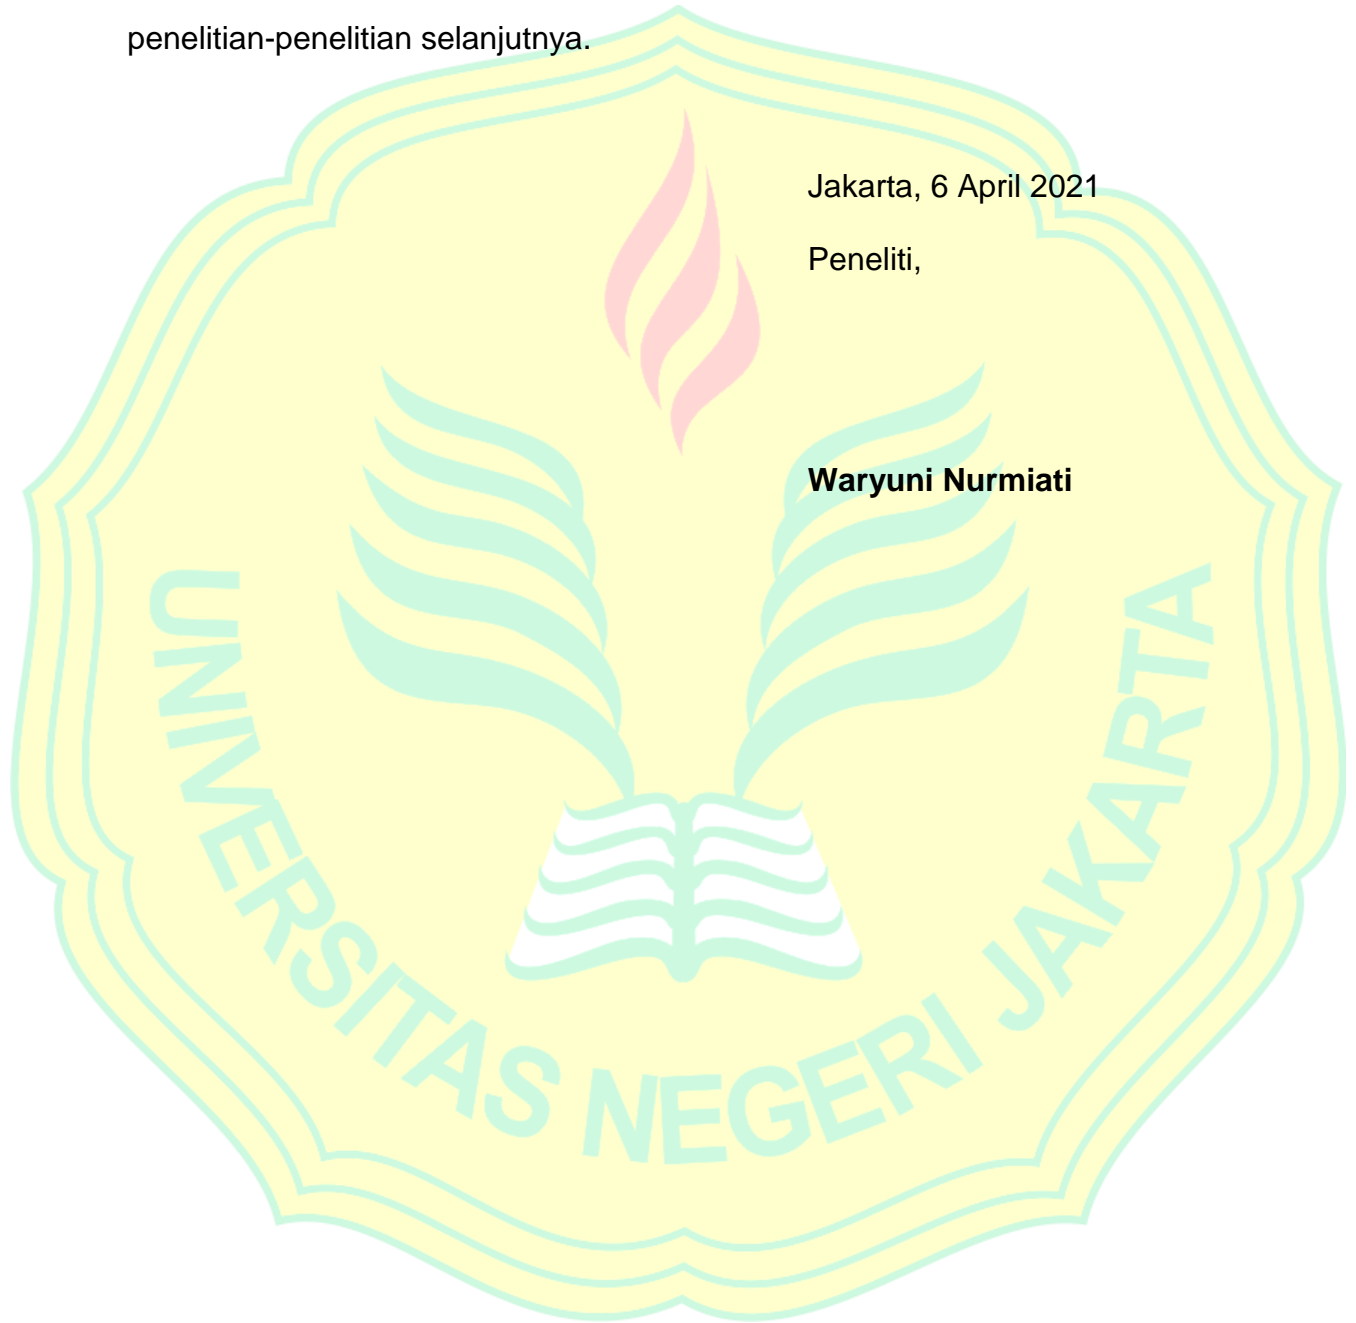 penelitian-penelitian selanjutnya.
Jakarta, 6 April 2021
Peneliti,
Waryuni Nurmiati
UNIVERSITAS NEGERI JAKARTA